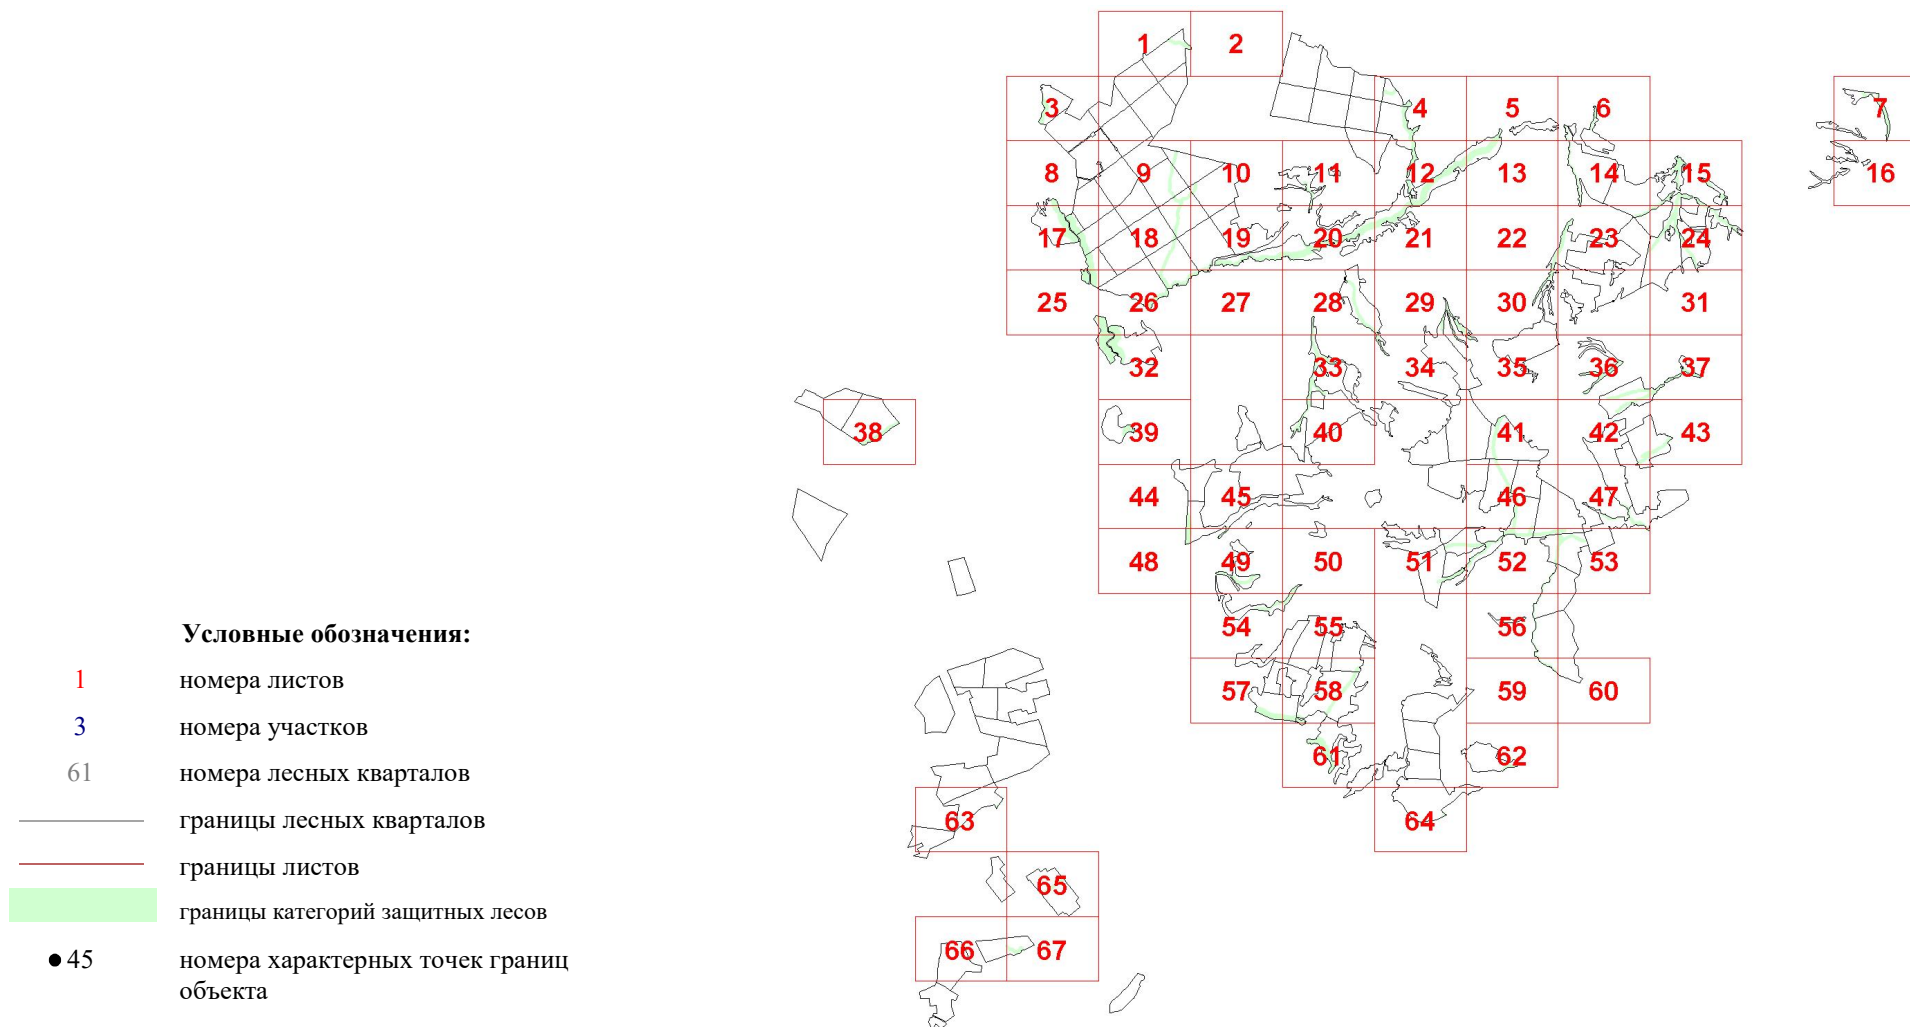 1 2
3 4 5 6 7
8 9 10 11 12 13 14 15 16
17 18 19 20 21 22 23 24
25 26 27 28 29 30 31
32 33 34 35 36 37
38 39 40 41 42 43
44 45 46 47
48 49 50 51 52 53
54 55 56
57 58 59 60
61 62
63 64
65
66 67
Условные обозначения:
1 номера листов
3 номера участков
61 номера лесных кварталов
границы лесных кварталов
границы листов
границы категорий защитных лесов
45 номера характерных точек границ
объекта